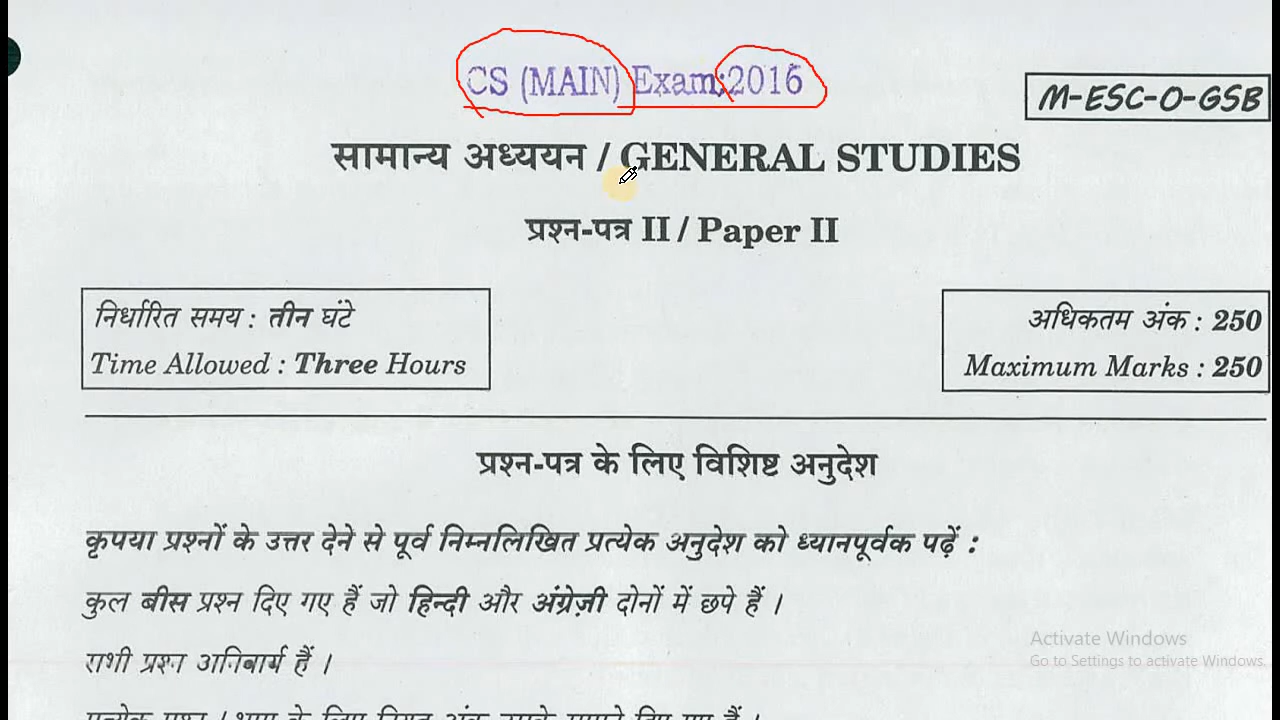 CS (MAIN) Exam:2016
M-ESC-O-GSB
सामान्य अध्ययन / GENERAL STUDIES
प्रश्न-पत्र II / Paper II
निर्धारित समय : तीन घंटे
Time Allowed : Three Hours
अधिकतम अंक : 250
Maximum Marks : 250
प्रश्न-पत्र के लिए विशिष्ट अनुदेश
कृपया प्रश्नों के उत्तर देने से पूर्व निम्नलिखित प्रत्येक अनुदेश को ध्यानपूर्वक पढ़ें :
कुल बीस प्रश्न दिए गए हैं जो हिन्दी और अंग्रेज़ी दोनों में छपे हैं ।
सभी प्रश्न अनिवार्य हैं ।
Activate Windows
Go to Settings to activate Windows.